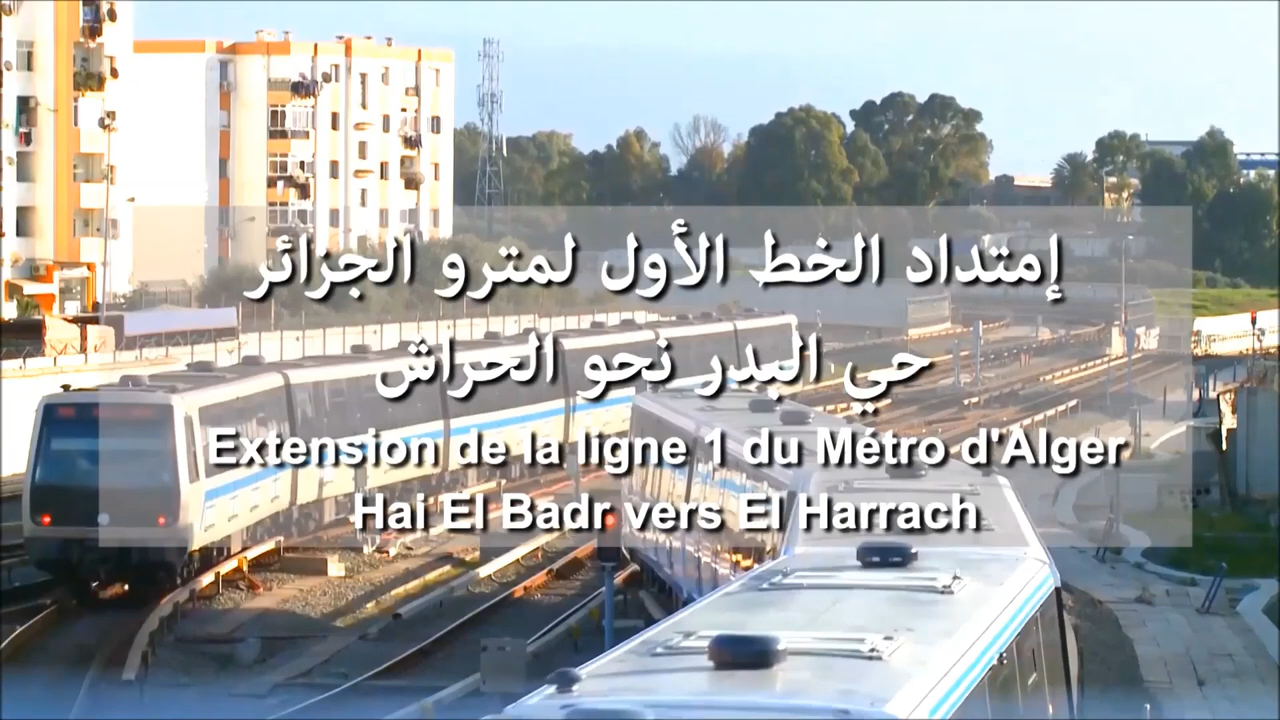 إمتداد الخط الأول لمترو الجزائر
حي البدر نحو الحراش
Extension de la ligne 1 du Métro d'Alger
Hai El Badr vers El Harrach